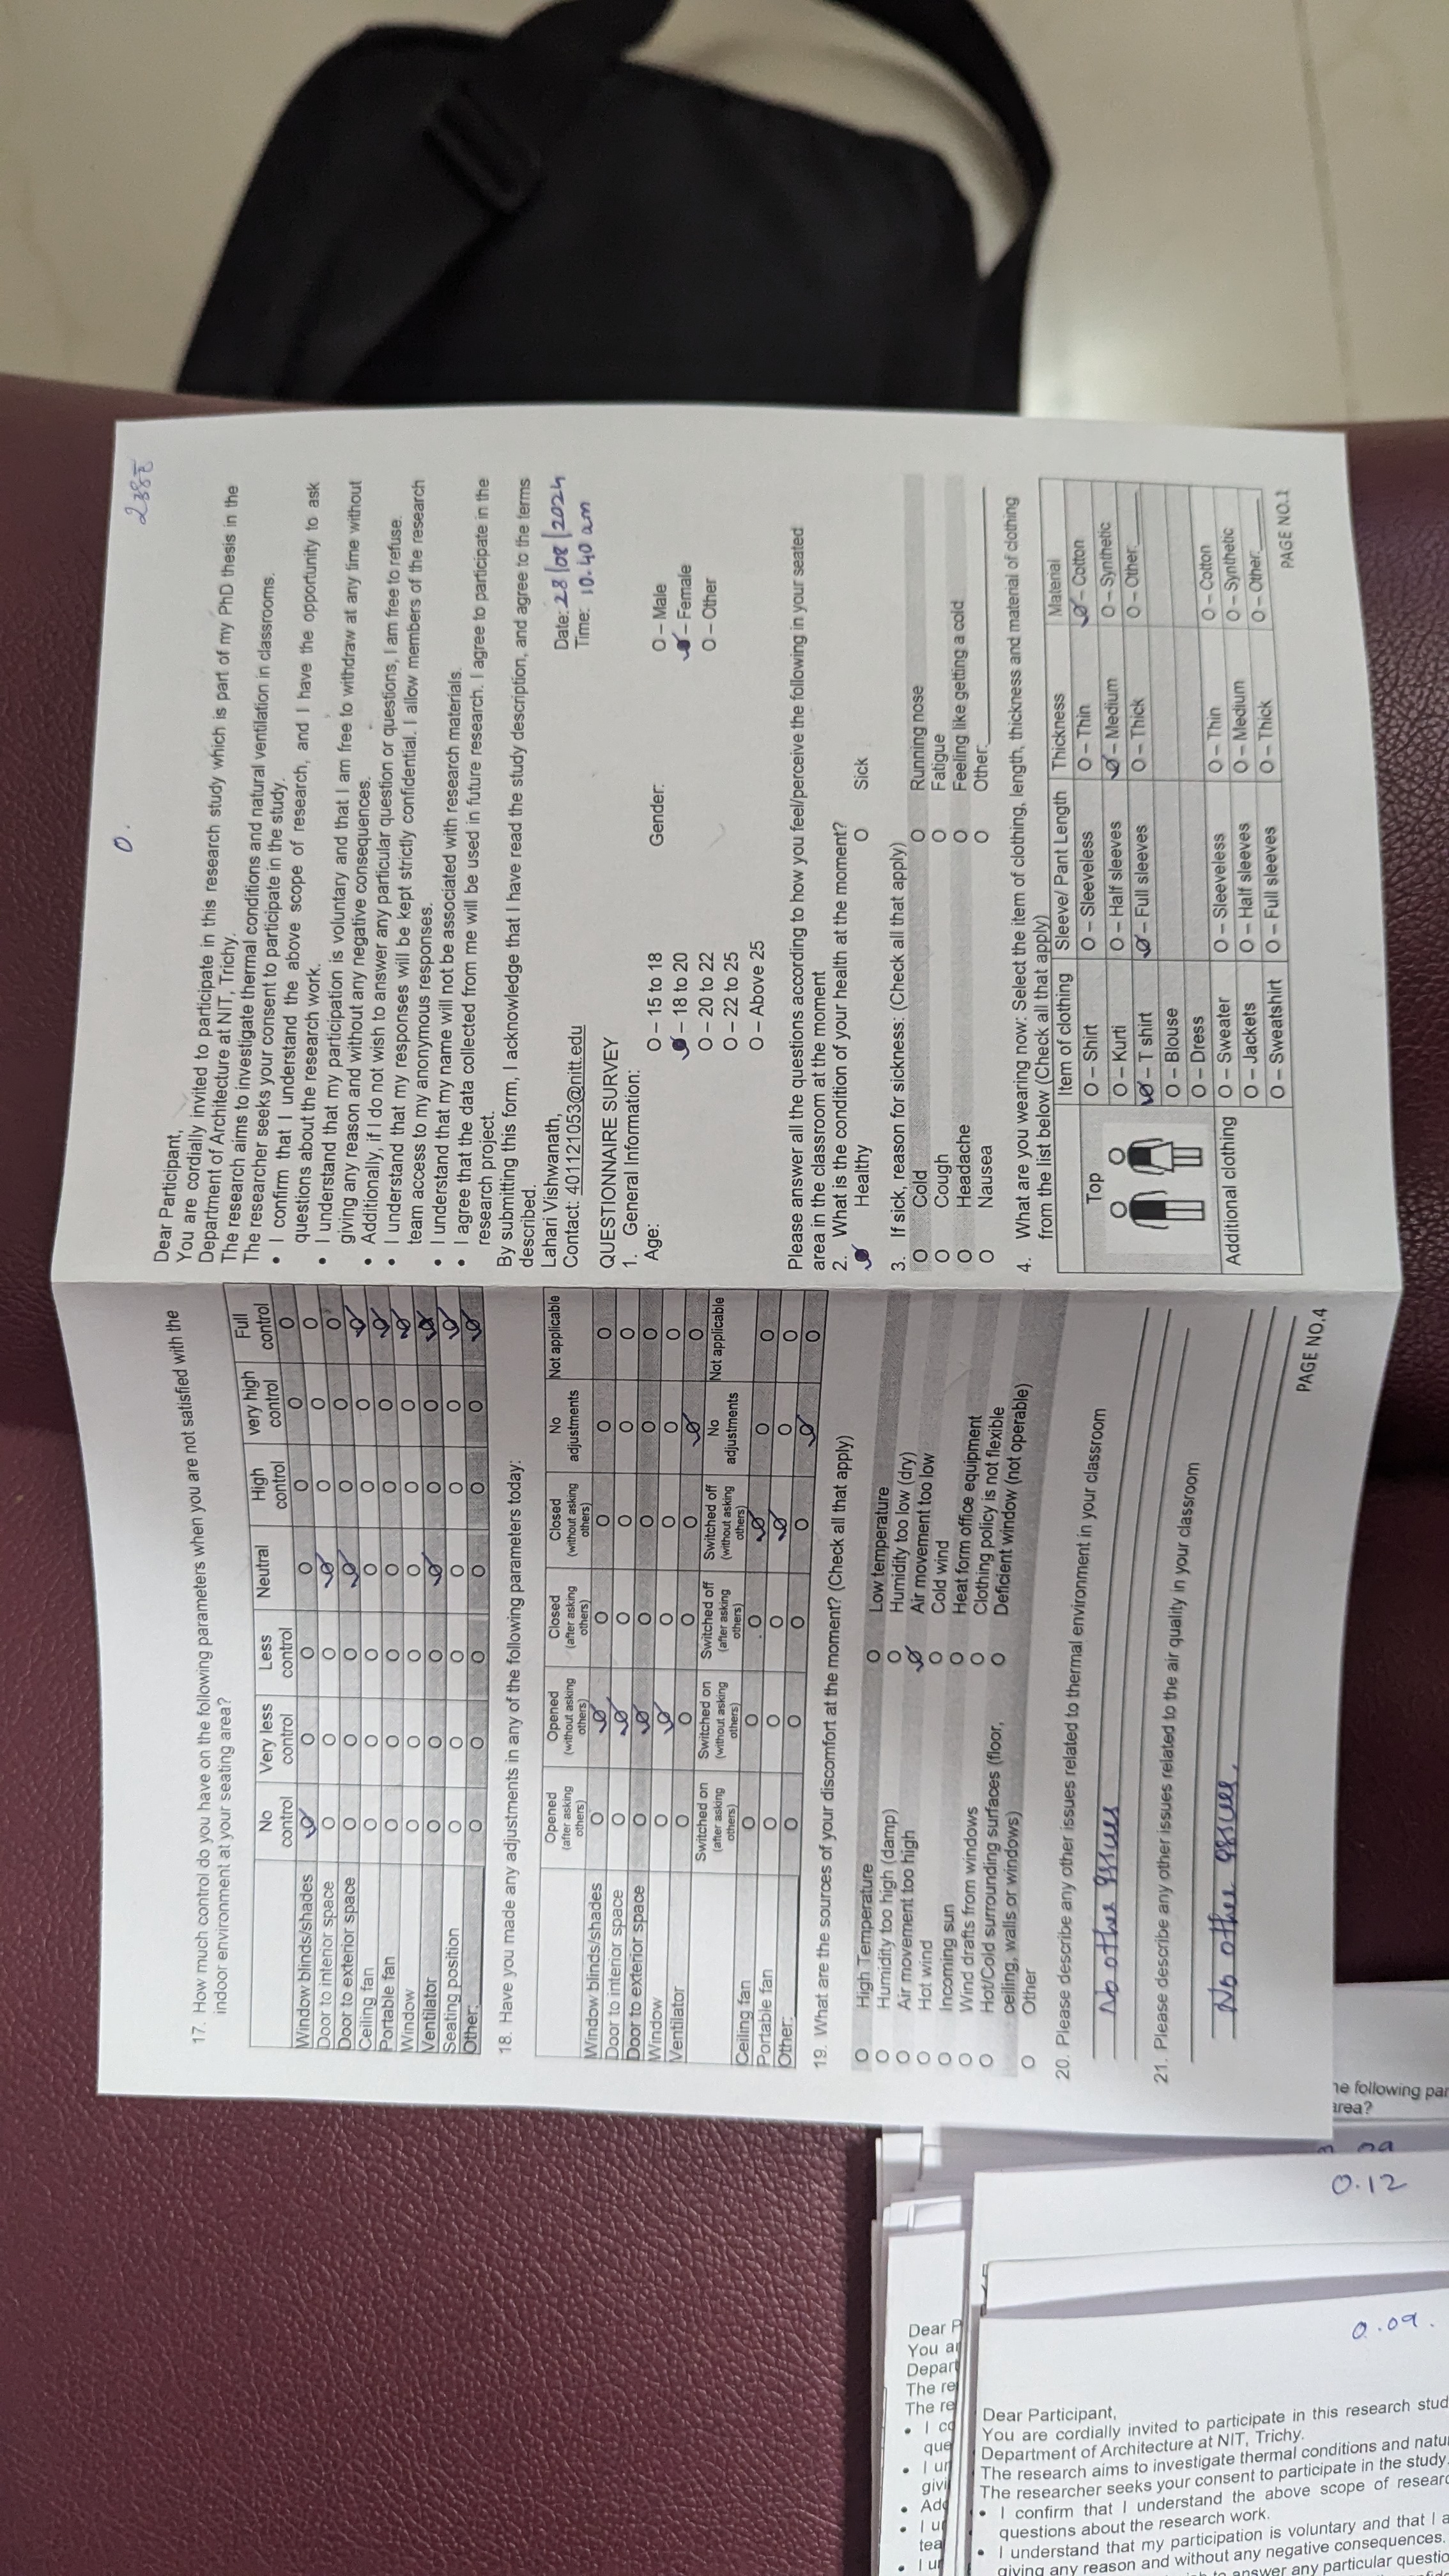 17. How much control do you have on the following parameters when you are not satisfied with the
indoor environment at your seating area?
No control Very less control Less control Neutral High control very high control Full control
Window blinds/shades O O O O O O
Door to interior space O O O O O O
Door to exterior space O O O O O O
Ceiling fan O O O O O O
Portable fan O O O O O O
Window O O O O O O
Ventilator O O O O O
Seating position O O O O O O
Other: O O O O O O
18. Have you made any adjustments in any of the following parameters today:
Opened (after asking others) Opened (without asking others) Closed (after asking others) Closed (without asking others) No adjustments Not applicable
Window blinds/shades O O O O O
Door to interior space O O O O O
Door to exterior space O O O O O
Window O O O O O
Ventilator O O O O O
Switched on (after asking others) Switched on (without asking others) Switched off (after asking others) Switched off (without asking others) No adjustments Not applicable
Ceiling fan O O O O O
Portable fan O O O O O
Other: O O O O O
19. What are the sources of your discomfort at the moment? (Check all that apply)
O High Temperature O Low temperature
O Humidity too high (damp) O Humidity too low (dry)
O Air movement too high Air movement too low
O Hot wind O Cold wind
O Incoming sun O Heat form office equipment
O Wind drafts from windows O Clothing policy is not flexible
O Hot/Cold surrounding surfaces (floor, O Deficient window (not operable)
ceiling, walls or windows)
O Other
20. Please describe any other issues related to thermal environment in your classroom
No other issues
21. Please describe any other issues related to the air quality in your classroom
No other issues.
PAGE NO.4
0.
Dear Participant,
You are cordially invited to participate in this research study which is part of my PhD thesis in the
Department of Architecture at NIT, Trichy.
The research aims to investigate thermal conditions and natural ventilation in classrooms.
The researcher seeks your consent to participate in the study.
• I confirm that I understand the above scope of research, and I have the opportunity to ask
questions about the research work.
• I understand that my participation is voluntary and that I am free to withdraw at any time without
giving any reason and without any negative consequences.
• Additionally, if I do not wish to answer any particular question or questions, I am free to refuse.
• I understand that my responses will be kept strictly confidential. I allow members of the research
team access to my anonymous responses.
• I understand that my name will not be associated with research materials.
• I agree that the data collected from me will be used in future research. I agree to participate in the
research project.
By submitting this form, I acknowledge that I have read the study description, and agree to the terms
described.
Lahari Vishwanath, Date: 28/08/2024
Contact: 401121053@nitt.edu Time: 10.40 am
QUESTIONNAIRE SURVEY
1. General Information:
Age: O – 15 to 18 Gender: O – Male
– 18 to 20 – Female
O – 20 to 22 O – Other
O – 22 to 25
O – Above 25
Please answer all the questions according to how you feel/perceive the following in your seated
area in the classroom at the moment
2. What is the condition of your health at the moment?
Healthy O Sick
3. If sick, reason for sickness: (Check all that apply)
O Cold O Running nose
O Cough O Fatigue
O Headache O Feeling like getting a cold
O Nausea O Other:
4. What are you wearing now: Select the item of clothing, length, thickness and material of clothing
from the list below (Check all that apply)
Item of clothing Sleeve/ Pant Length Thickness Material
Top O – Shirt O – Sleeveless O – Thin – Cotton
O – Kurti O – Half sleeves – Medium O – Synthetic
– T shirt – Full sleeves O – Thick O – Other:
O – Blouse
O – Dress
Additional clothing O – Sweater O – Sleeveless O – Thin O – Cotton
O – Jackets O – Half sleeves O – Medium O – Synthetic
O – Sweatshirt O – Full sleeves O – Thick O – Other:
PAGE NO.1
he following par
area?
0.12
0.09.
Dear P
You ar
Depart
The re
The re
• I co
que
• I un
givi
• Add
• I u
tea
• I un
Dear Participant,
You are cordially invited to participate in this research stud
Department of Architecture at NIT, Trichy.
The research aims to investigate thermal conditions and natu
The researcher seeks your consent to participate in the study.
• I confirm that I understand the above scope of researc
questions about the research work.
• I understand that my participation is voluntary and that I a
giving any reason and without any negative consequences.
answer any particular questio